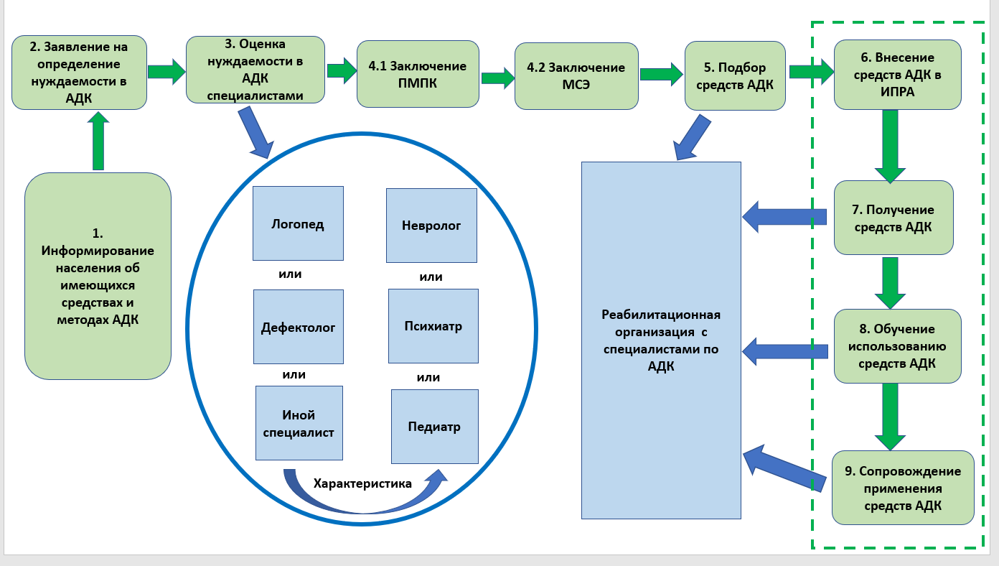 2. Заявление на
определение
нуждаемости в
АДК
3. Оценка
нуждаемости в
АДК
специалистами
4.1 Заключение
ПМПК
4.2 Заключение
МСЭ
5. Подбор
средств АДК
6. Внесение
средств АДК в
ИПРА
1.
Информирование
населения об
имеющихся
средствах и
методах АДК
Логопед
или
Дефектолог
или
Иной
специалист
Невролог
или
Психиатр
или
Педиатр
Характеристика
Реабилитационная
организация с
специалистами по
АДК
7. Получение
средств АДК
8. Обучение
использованию
средств АДК
9. Сопровождение
применения
средств АДК